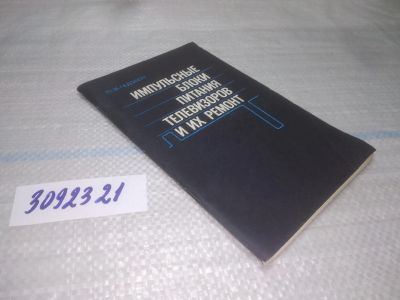 ИМПУЛЬСНЫЕ
БЛОКИ
ПИТАНИЯ
ТЕЛЕВИЗОРОВ
И ИХ РЕМОНТ
3092321